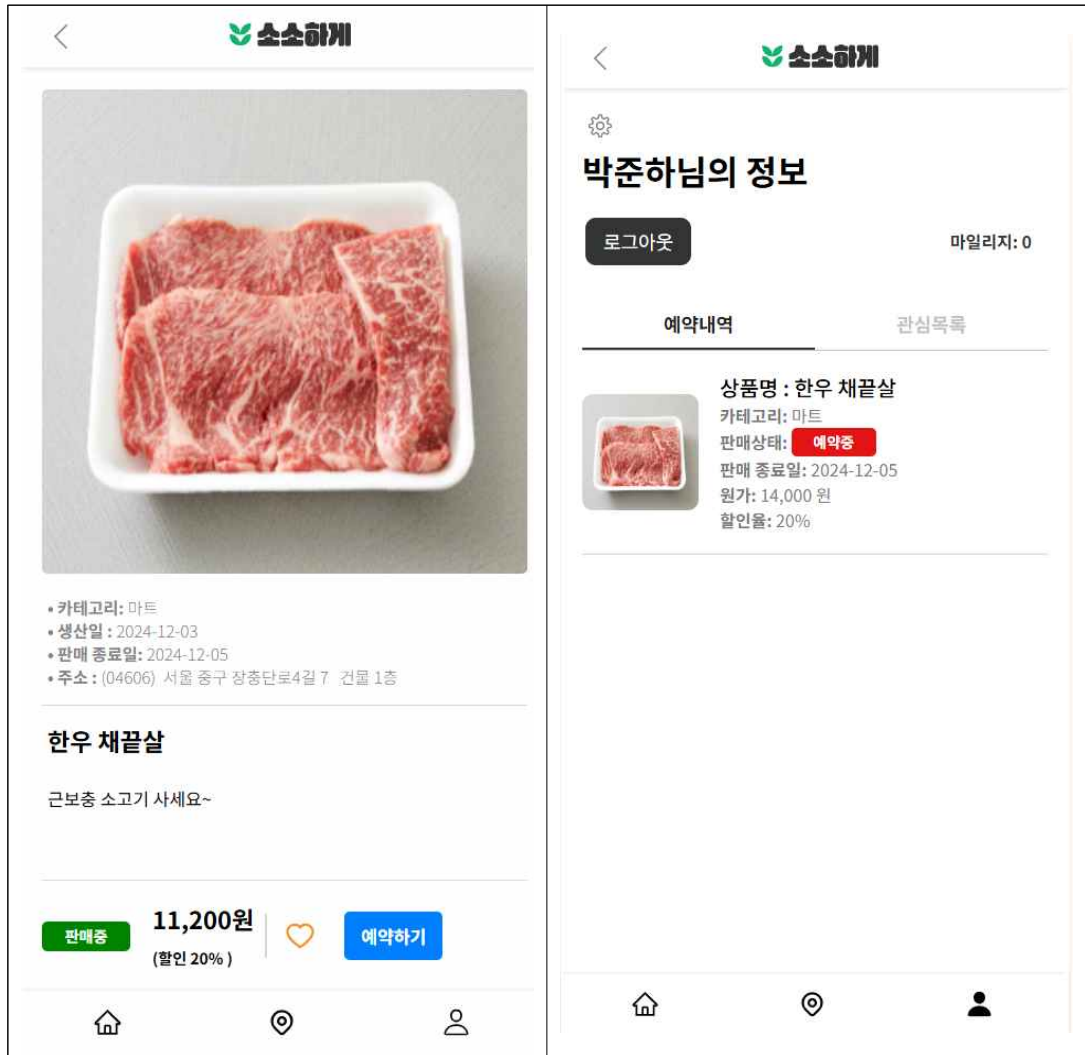 소소하게
• 카테고리: 마트
• 생산일 : 2024-12-03
• 판매 종료일: 2024-12-05
• 주소 : (04606) 서울 중구 장충단로4길 7 건물 1층
한우 채끝살
근보충 소고기 사세요~
판매중
11,200원
(할인 20% )
예약하기
소소하게
박준하님의 정보
로그아웃
마일리지: 0
예약내역
관심목록
상품명 : 한우 채끝살
카테고리: 마트
판매상태: 예약중
판매 종료일: 2024-12-05
원가: 14,000 원
할인율: 20%